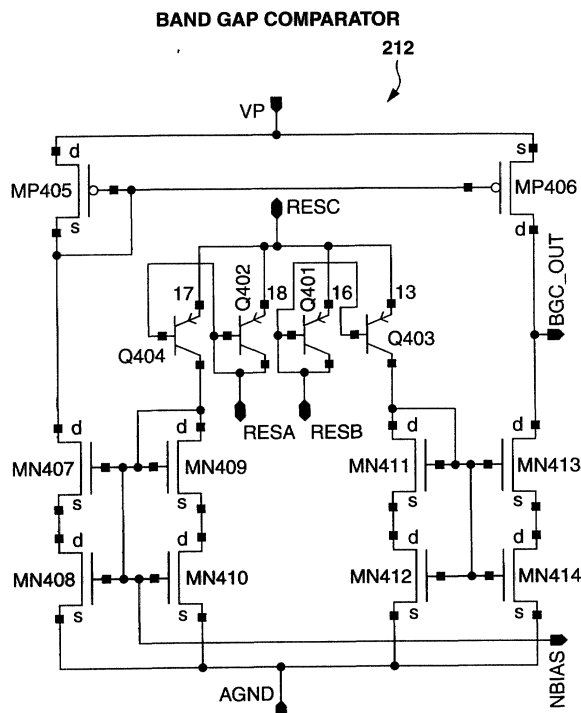 BAND GAP COMPARATOR
212
VP
d
s
MP405
MP406
s
RESC
d
17
Q402
18
Q401
16
13
BGC_OUT
Q404
Q403
RESA
RESB
d
d
d
d
MN407
MN409
MN411
MN413
s
s
s
s
d
d
d
d
MN408
MN410
MN412
MN414
s
s
s
s
AGND
NBIAS